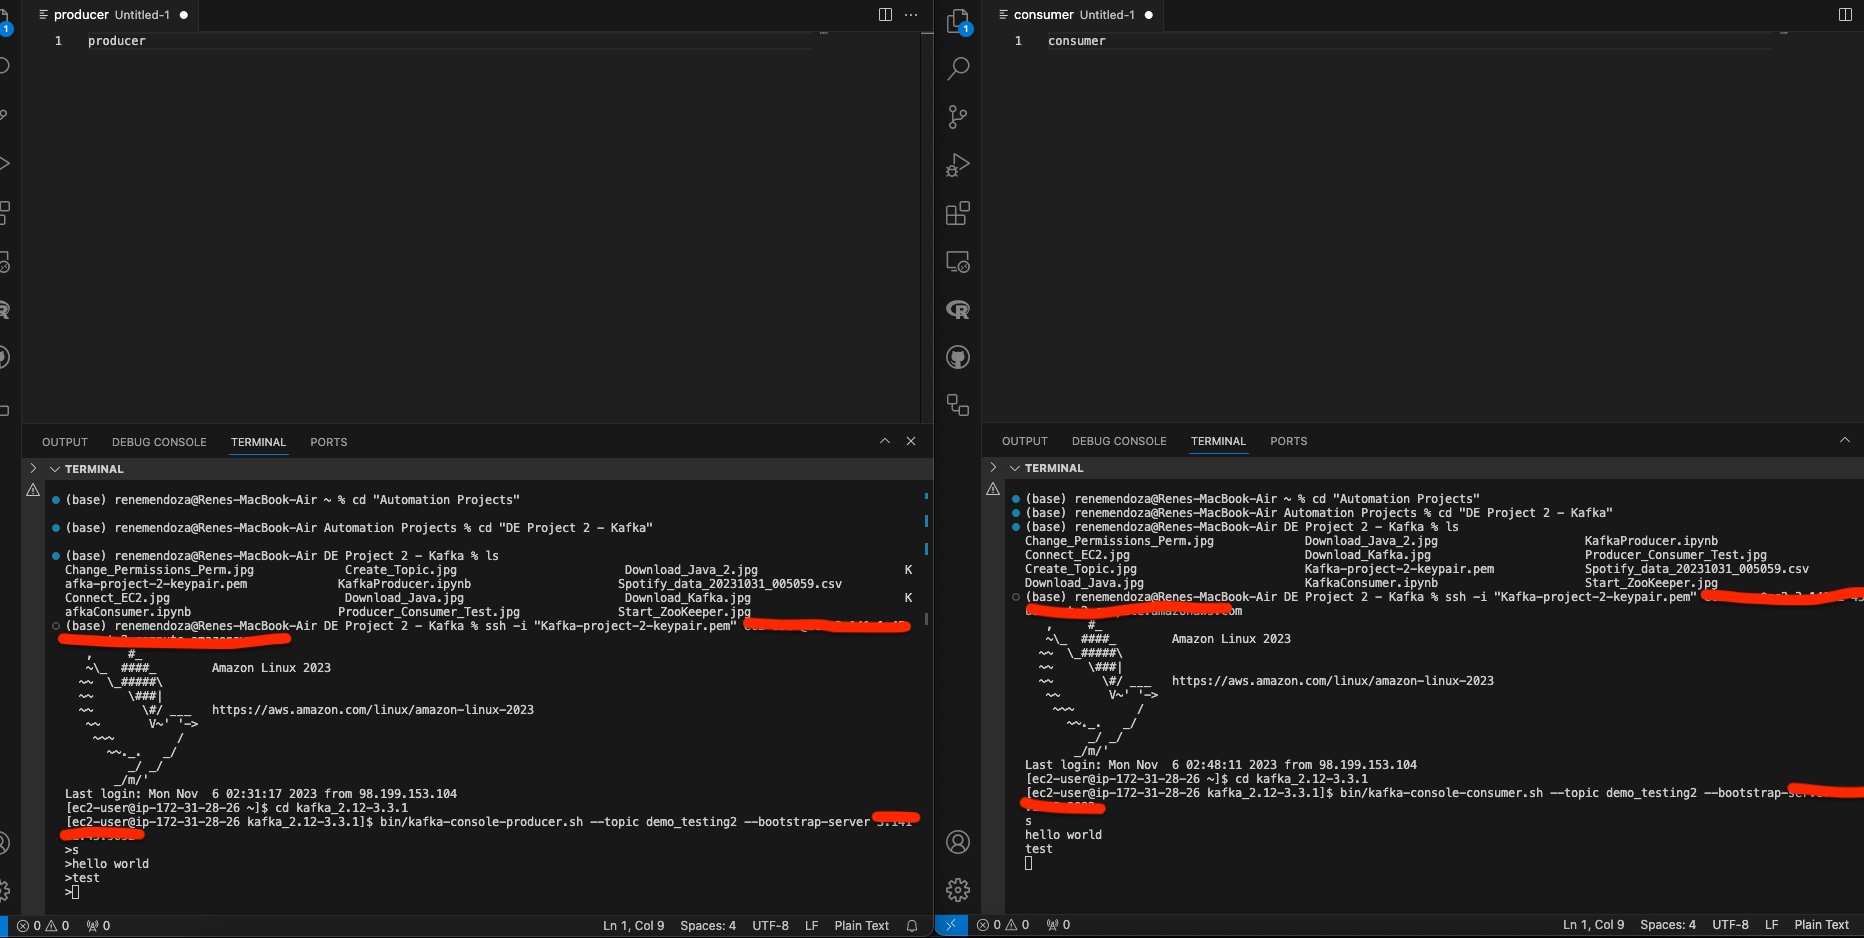 producer Untitled-1
1 producer
OUTPUT DEBUG CONSOLE TERMINAL PORTS
TERMINAL
(base) renemendoza@Renes-MacBook-Air ~ % cd "Automation Projects"
(base) renemendoza@Renes-MacBook-Air Automation Projects % cd "DE Project 2 - Kafka"
(base) renemendoza@Renes-MacBook-Air DE Project 2 - Kafka % ls
Change_Permissions_Perm.jpg Create_Topic.jpg Download_Java_2.jpg K
afka-project-2-keypair.pem KafkaProducer.ipynb Spotify_data_20231031_005059.csv
Connect_EC2.jpg Download_Java.jpg Download_Kafka.jpg K
afkaConsumer.ipynb Producer_Consumer_Test.jpg Start_ZooKeeper.jpg
(base) renemendoza@Renes-MacBook-Air DE Project 2 - Kafka % ssh -i "Kafka-project-2-keypair.pem"
, #_
~\_ ####_ Amazon Linux 2023
~~ \_#####\
~~ \###|
~~ \#/ ___ https://aws.amazon.com/linux/amazon-linux-2023
~~ V~' '->
~~~ /
~~._. _/
_/ _/
_/m/'
Last login: Mon Nov 6 02:31:17 2023 from 98.199.153.104
[ec2-user@ip-172-31-28-26 ~]$ cd kafka_2.12-3.3.1
[ec2-user@ip-172-31-28-26 kafka_2.12-3.3.1]$ bin/kafka-console-producer.sh --topic demo_testing2 --bootstrap-server
>s
>hello world
>test
>
0 0 0 Ln 1, Col 9 Spaces: 4 UTF-8 LF Plain Text
1
consumer Untitled-1
1 consumer
OUTPUT DEBUG CONSOLE TERMINAL PORTS
TERMINAL
(base) renemendoza@Renes-MacBook-Air ~ % cd "Automation Projects"
(base) renemendoza@Renes-MacBook-Air Automation Projects % cd "DE Project 2 - Kafka"
(base) renemendoza@Renes-MacBook-Air DE Project 2 - Kafka % ls
Change_Permissions_Perm.jpg Download_Java_2.jpg KafkaProducer.ipynb
Connect_EC2.jpg Download_Kafka.jpg Producer_Consumer_Test.jpg
Create_Topic.jpg Kafka-project-2-keypair.pem Spotify_data_20231031_005059.csv
Download_Java.jpg KafkaConsumer.ipynb Start_ZooKeeper.jpg
(base) renemendoza@Renes-MacBook-Air DE Project 2 - Kafka % ssh -i "Kafka-project-2-keypair.pem"
, #_
~\_ ####_ Amazon Linux 2023
~~ \_#####\
~~ \###|
~~ \#/ ___ https://aws.amazon.com/linux/amazon-linux-2023
~~ V~' '->
~~~ /
~~._. _/
_/ _/
_/m/'
Last login: Mon Nov 6 02:48:11 2023 from 98.199.153.104
[ec2-user@ip-172-31-28-26 ~]$ cd kafka_2.12-3.3.1
[ec2-user@ip-172-31-28-26 kafka_2.12-3.3.1]$ bin/kafka-console-consumer.sh --topic demo_testing2
s
hello world
test
0 0 0 Ln 1, Col 9 Spaces: 4 UTF-8 LF Plain Text